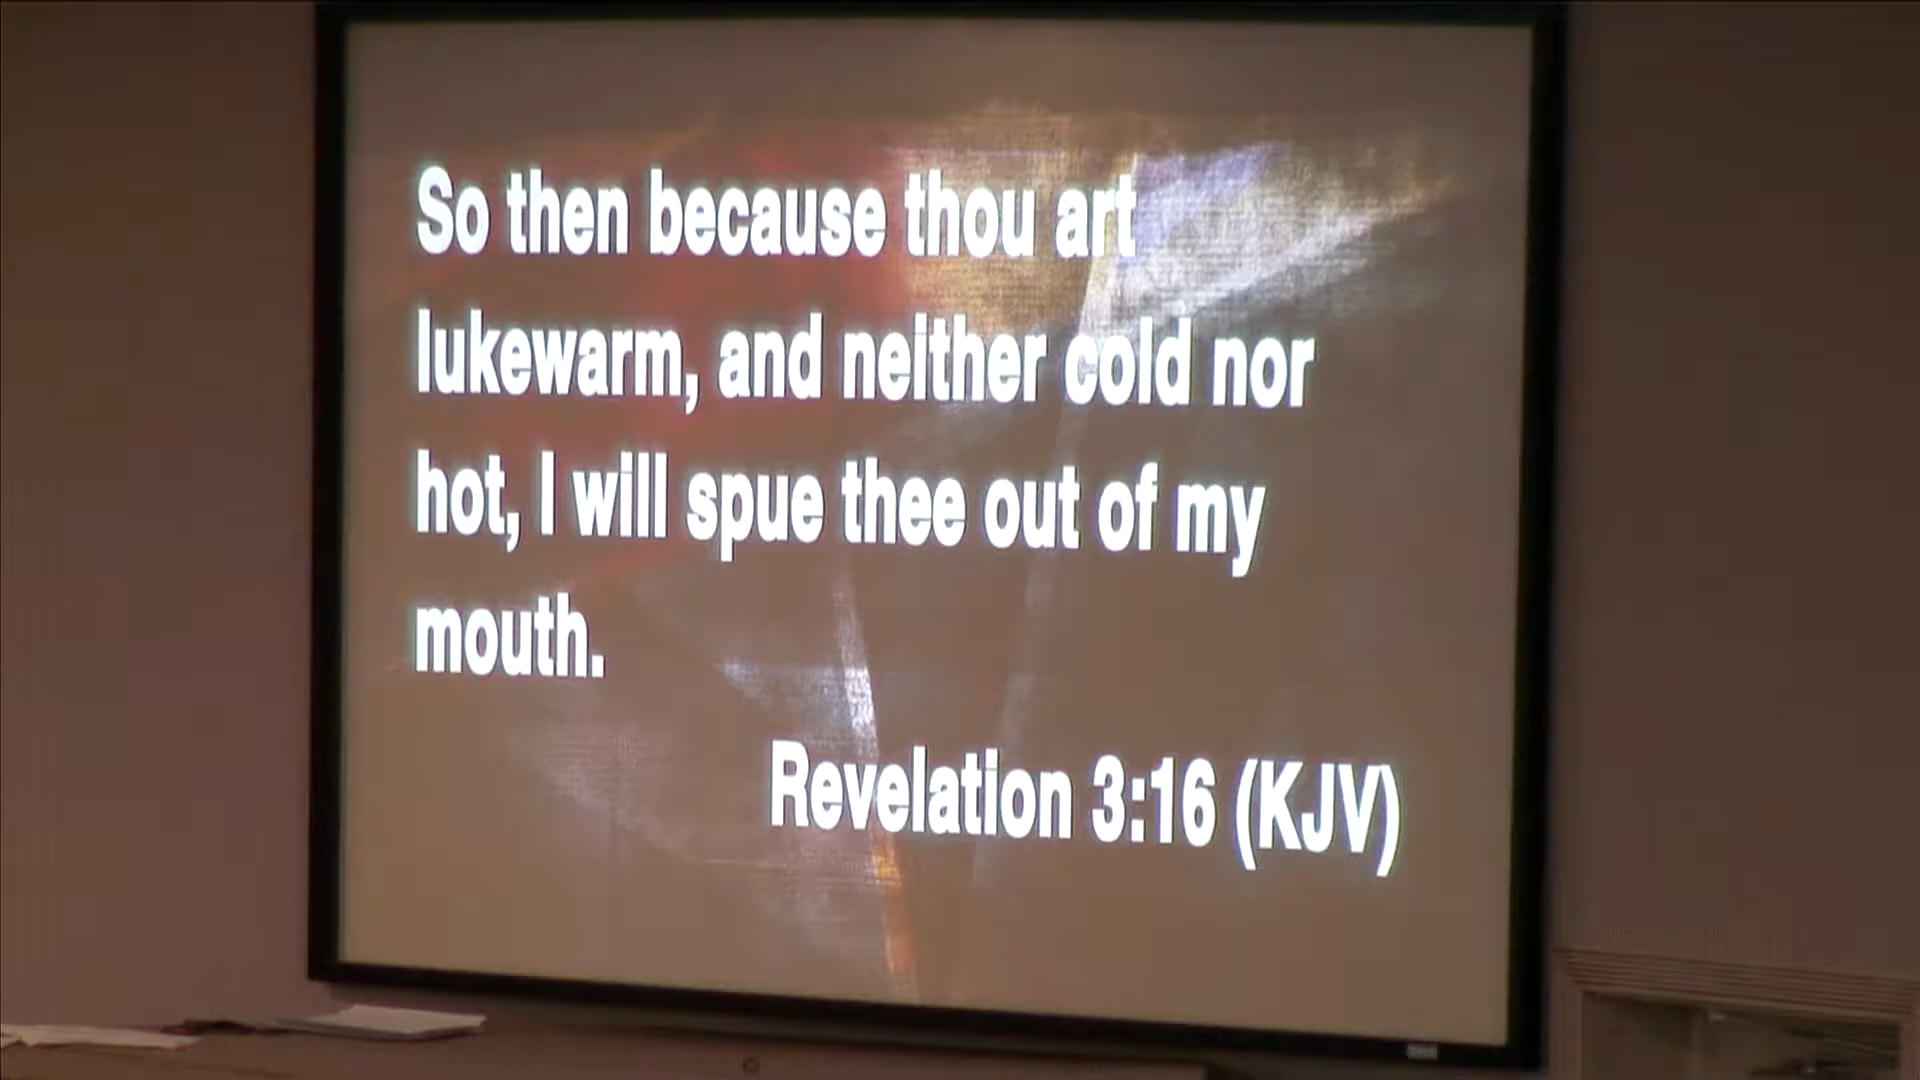 So then because thou art
lukewarm, and neither cold nor
hot, I will spue thee out of my
mouth.
Revelation 3:16 (KJV)